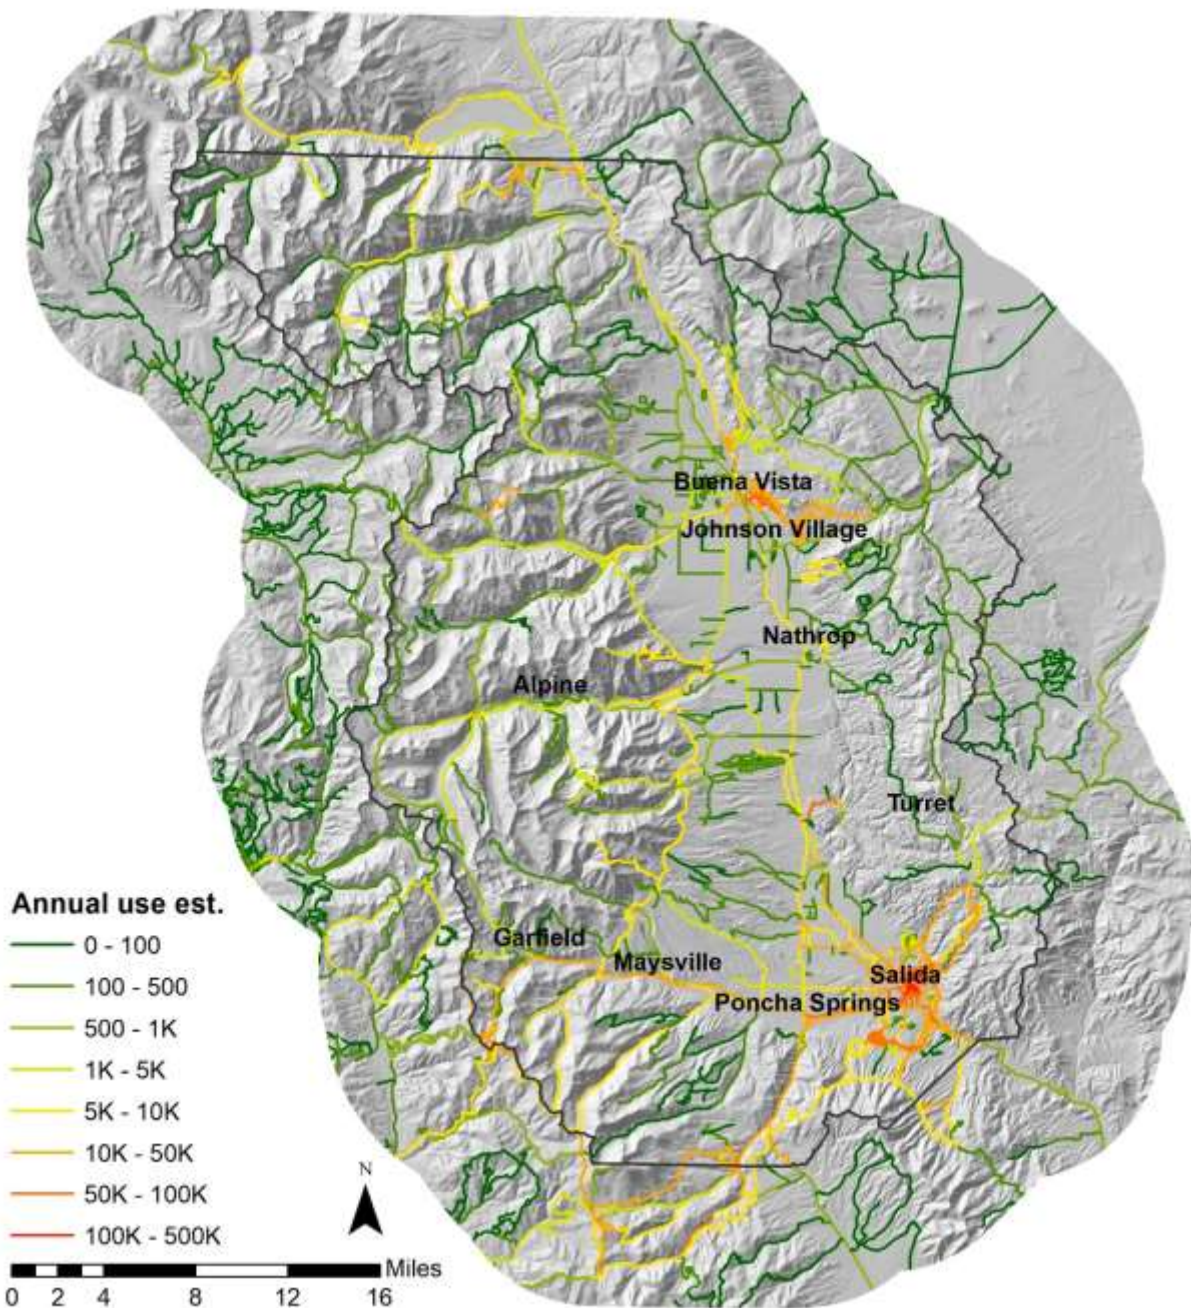 Buena Vista
Johnson Village
Nathrop
Alpine
Turret
Garfield
Maysville
Salida
Poncha Springs
Annual use est.
0 - 100
100 - 500
500 - 1K
1K - 5K
5K - 10K
10K - 50K
50K - 100K
100K - 500K
N
Miles
0 2 4 8 12 16